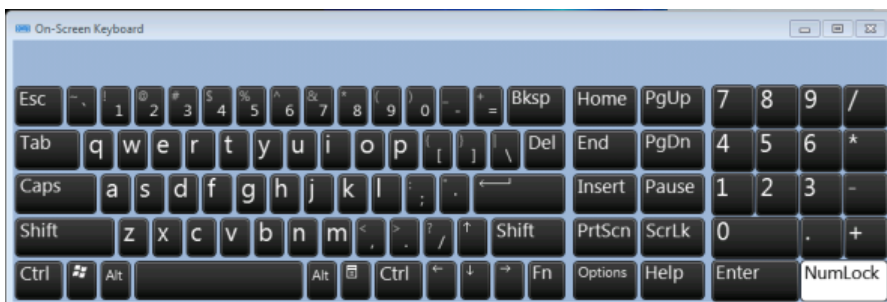 On-Screen Keyboard
Esc ~ ` ! 1 @ 2 # 3 $ 4 % 5 ^ 6 & 7 * 8 ( 9 ) 0 _ - + = Bksp Home PgUp 7 8 9 /
Tab q w e r t y u i o p { [ } ] | \ Del End PgDn 4 5 6 *
Caps a s d f g h j k l : ; " ' Insert Pause 1 2 3 -
Shift z x c v b n m < , > . ? / ↑ Shift PrtScn ScrLk 0 . +
Ctrl Alt Alt Ctrl ← ↓ → Fn Options Help Enter NumLock